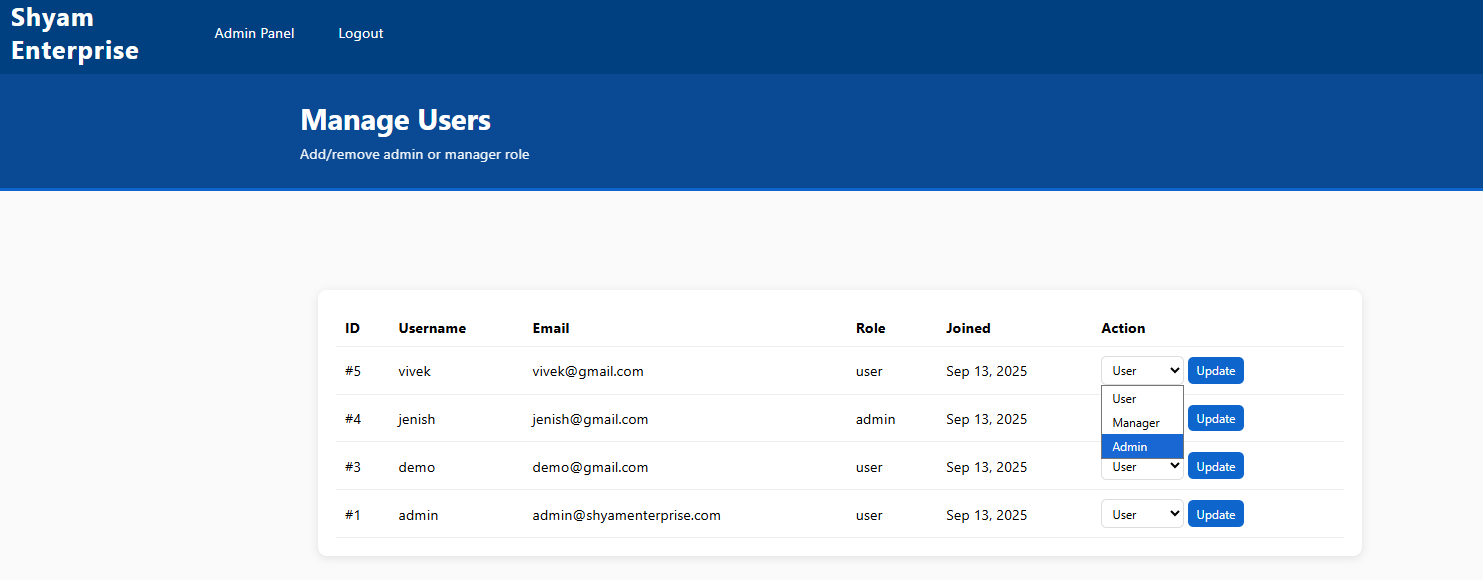 Shyam
Enterprise
Admin Panel Logout
Manage Users
Add/remove admin or manager role
ID Username Email Role Joined Action
#5 vivek vivek@gmail.com user Sep 13, 2025 User Update
User
#4 jenish jenish@gmail.com admin Sep 13, 2025 Manager Update
Admin
#3 demo demo@gmail.com user Sep 13, 2025 User Update
#1 admin admin@shyamenterprise.com user Sep 13, 2025 User Update